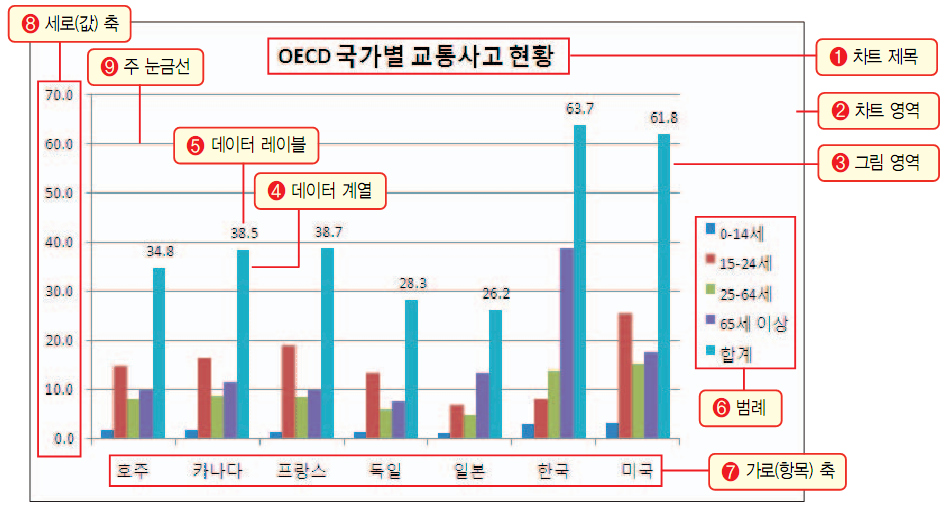 ❽ 세로(값) 축
OECD 국가별 교통사고 현황
❶ 차트 제목
❾ 주 눈금선
70.0
63.7
61.8
❷ 차트 영역
60.0
❺ 데이터 레이블
❸ 그림 영역
50.0
❹ 데이터 계열
40.0
34.8
38.5
38.7
0-14세
15-24세
30.0
28.3
26.2
25-64세
20.0
65세 이상
합계
10.0
❻ 범례
0.0
호주 캐나다 프랑스 독일 일본 한국 미국
❼ 가로(항목) 축